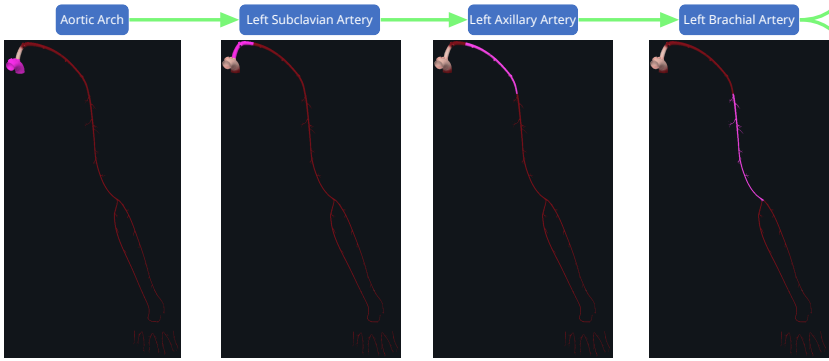 Aortic Arch
Left Subclavian Artery
Left Axillary Artery
Left Brachial Artery